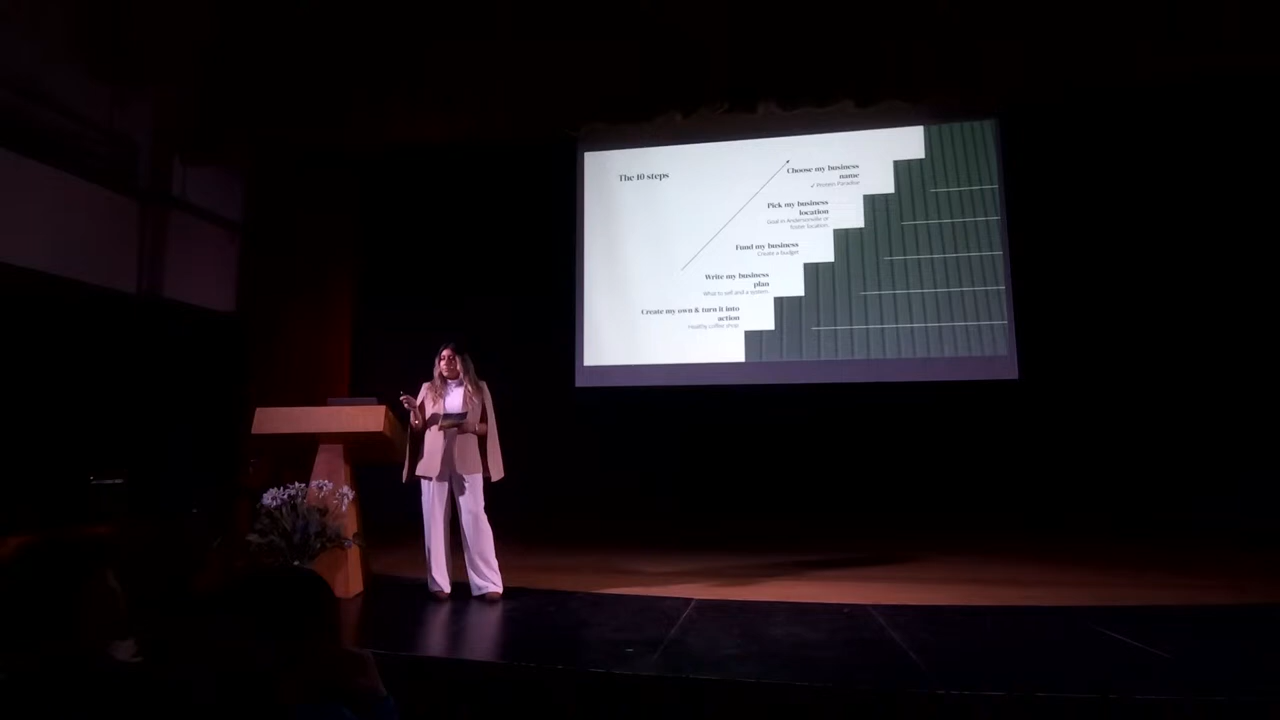 The 10 steps
Choose my business
name
✓ Protein Paradise
Pick my business
location
Goal in Andersonville or
foster location.
Fund my business
Create a budget
Write my business
plan
What to sell and a system.
Create my own & turn it into
action
Healthy coffee shop.